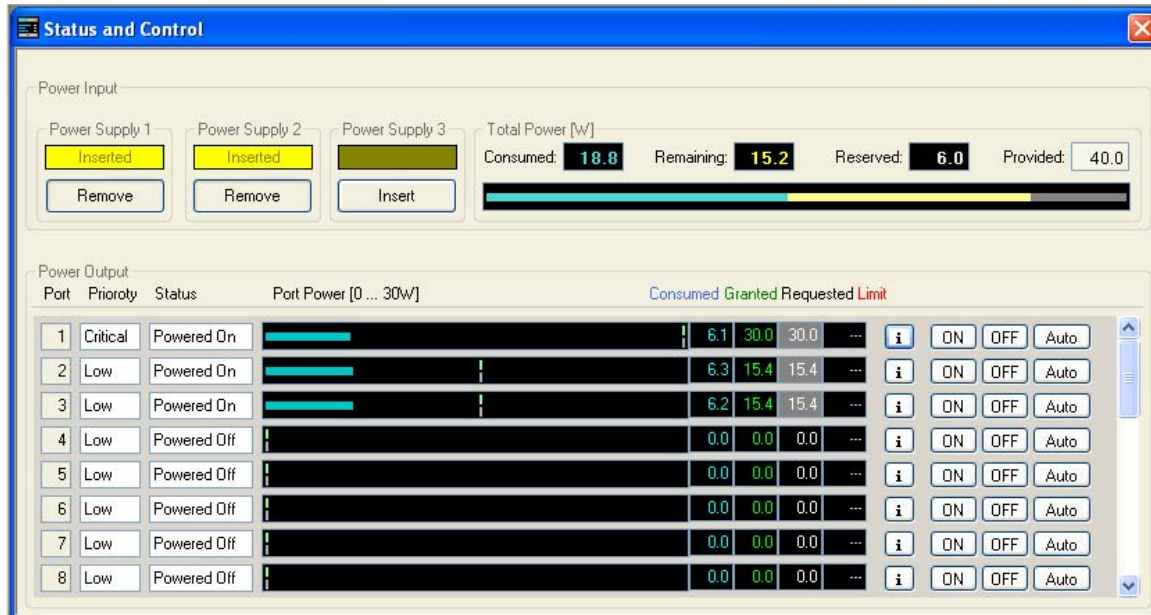 Status and Control
Power Input
Power Supply 1 Power Supply 2 Power Supply 3 Total Power [W]
Inserted Inserted Consumed: 18.8 Remaining: 15.2 Reserved: 6.0 Provided: 40.0
Remove Remove Insert
Power Output
Port Prioroty Status Port Power [0 ... 30W] Consumed Granted Requested Limit
1 Critical Powered On 6.1 30.0 30.0 --- i ON OFF Auto
2 Low Powered On 6.3 15.4 15.4 --- i ON OFF Auto
3 Low Powered On 6.2 15.4 15.4 --- i ON OFF Auto
4 Low Powered Off 0.0 0.0 0.0 --- i ON OFF Auto
5 Low Powered Off 0.0 0.0 0.0 --- i ON OFF Auto
6 Low Powered Off 0.0 0.0 0.0 --- i ON OFF Auto
7 Low Powered Off 0.0 0.0 0.0 --- i ON OFF Auto
8 Low Powered Off 0.0 0.0 0.0 --- i ON OFF Auto